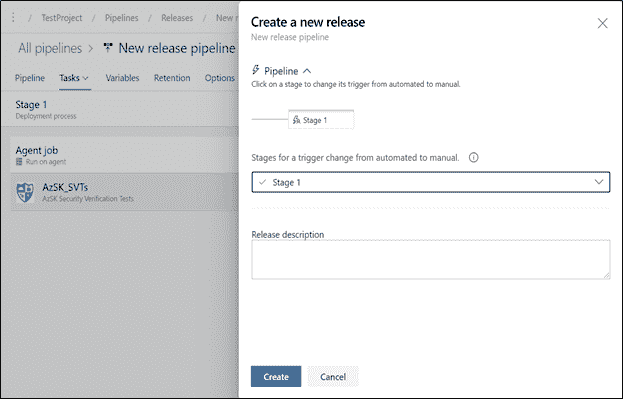 / TestProject / Pipelines / Releases / New r
All pipelines > New release pipeline
Pipeline Tasks Variables Retention Options
Stage 1
Deployment process
Agent job
Run on agent
AzSK_SVTs
AzSK Security Verification Tests
Create a new release
New release pipeline
Pipeline
Click on a stage to change its trigger from automated to manual.
Stage 1
Stages for a trigger change from automated to manual.
Stage 1
Release description
Create Cancel